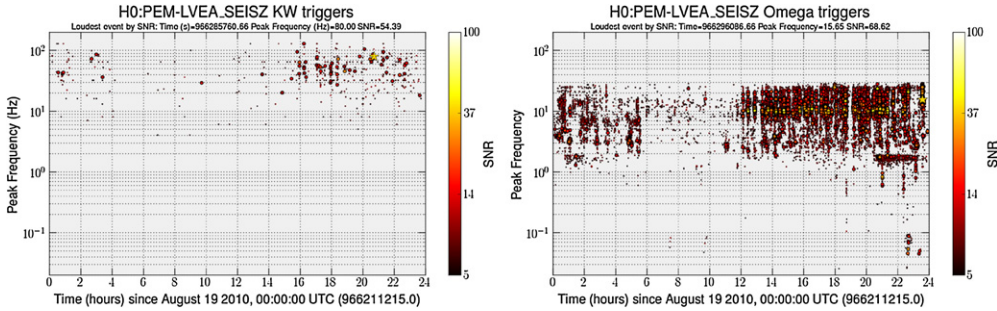 H0:PEM-LVEA_SEISZ KW triggers
Loudest event by SNR: Time (s)=966285760.66 Peak Frequency (Hz)=80.00 SNR=54.39
Peak Frequency (Hz)
10²
10¹
10⁰
10⁻¹
0 2 4 6 8 10 12 14 16 18 20 22 24
Time (hours) since August 19 2010, 00:00:00 UTC (966211215.0)
100
37
14
5
SNR
H0:PEM-LVEA_SEISZ Omega triggers
Loudest event by SNR: Time=966296086.66 Peak Frequency=15.65 SNR=68.62
Peak Frequency
10²
10¹
10⁰
10⁻¹
0 2 4 6 8 10 12 14 16 18 20 22 24
Time (hours) since August 19 2010, 00:00:00 UTC (966211215.0)
100
37
14
5
SNR